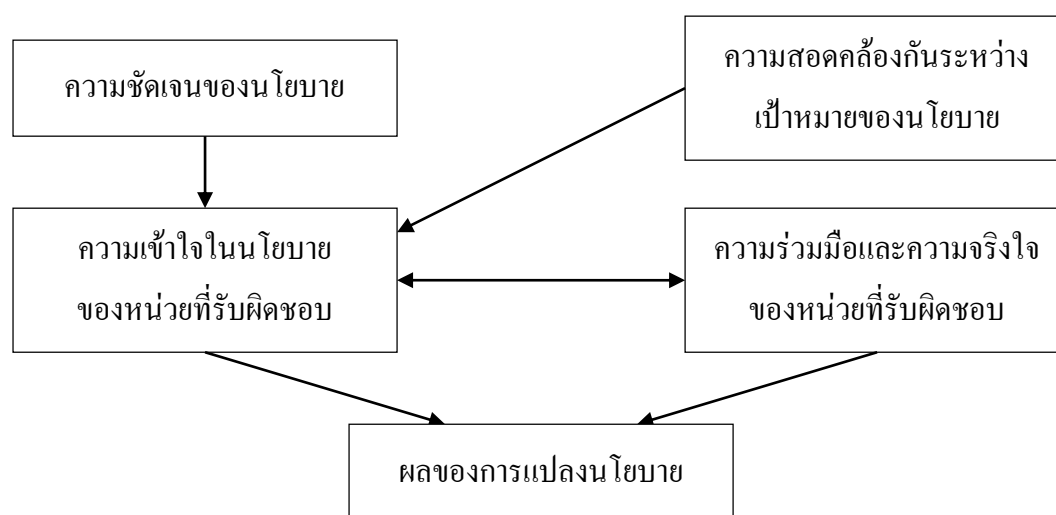 ความชัดเจนของนโยบาย
ความสอดคล้องกันระหว่าง
เป้าหมายของนโยบาย
ความเข้าใจในนโยบาย
ของหน่วยที่รับผิดชอบ
ความร่วมมือและความจริงใจ
ของหน่วยที่รับผิดชอบ
ผลของการแปลงนโยบาย